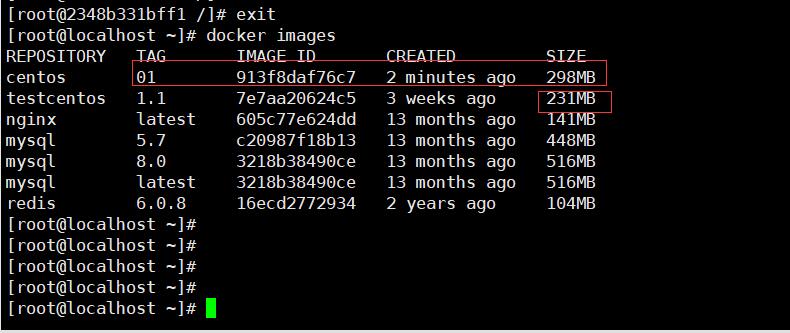 [root@2348b331bff1 /]# exit
[root@localhost ~]# docker images
REPOSITORY TAG IMAGE ID CREATED SIZE
centos 01 913f8daf76c7 2 minutes ago 298MB
testcentos 1.1 7e7aa20624c5 3 weeks ago 231MB
nginx latest 605c77e624dd 13 months ago 141MB
mysql 5.7 c20987f18b13 13 months ago 448MB
mysql 8.0 3218b38490ce 13 months ago 516MB
mysql latest 3218b38490ce 13 months ago 516MB
redis 6.0.8 16ecd2772934 2 years ago 104MB
[root@localhost ~]#
[root@localhost ~]#
[root@localhost ~]#
[root@localhost ~]#
[root@localhost ~]#